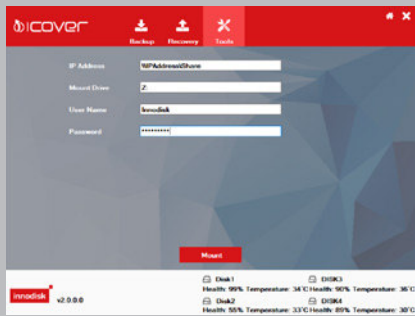 iCOVER
Backup Recovery Tools
IP Address \\IPAddress\Share
Mount Drive Z:
User Name Innodisk
Password *********
Mount
innodisk v2.0.0.0
Disk1 DISK3
Health: 99% Temperature: 34°C Health: 90% Temperature: 36°C
Disk2 DISK4
Health: 55% Temperature: 33°C Health: 89% Temperature: 30°C